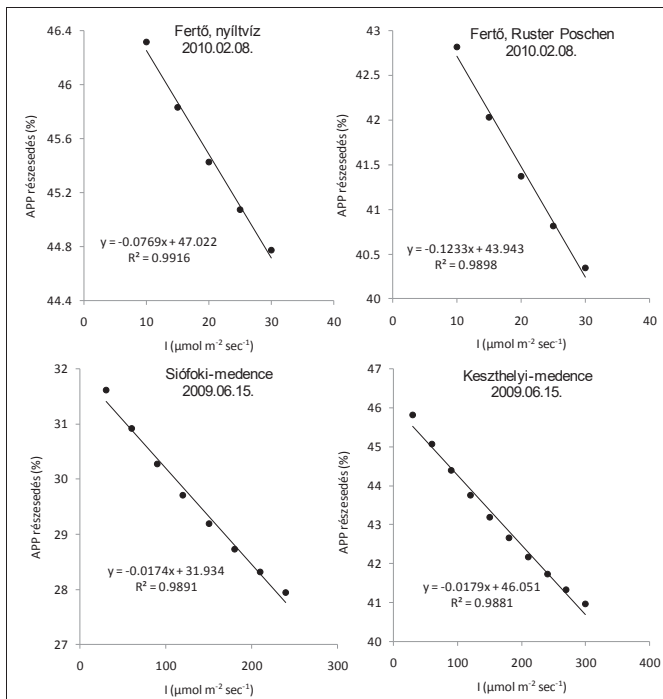 Fertő, nyíltvíz
2010.02.08.
46.4
46
45.6
45.2
44.8
44.4
APP részesedés (%)
y = -0.0769x + 47.022
R² = 0.9916
0 10 20 30 40
I (µmol m⁻² sec⁻¹)
Fertő, Ruster Poschen
2010.02.08.
43
42.5
42
41.5
41
40.5
40
APP részesedés (%)
y = -0.1233x + 43.943
R² = 0.9898
0 10 20 30 40
I (µmol m⁻² sec⁻¹)
Siófoki-medence
2009.06.15.
32
31
30
29
28
27
APP részesedés (%)
y = -0.0174x + 31.934
R² = 0.9891
0 100 200 300
I (µmol m⁻² sec⁻¹)
Keszthelyi-medence
2009.06.15.
47
46
45
44
43
42
41
40
APP részesedés (%)
y = -0.0179x + 46.051
R² = 0.9881
0 100 200 300 400
I (µmol m⁻² sec⁻¹)